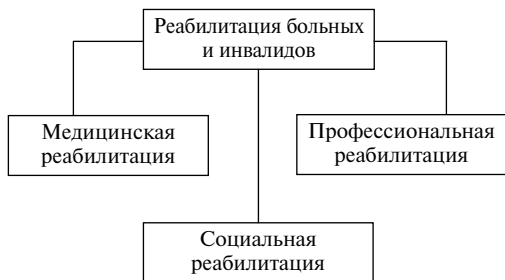 Реабилитация больных
и инвалидов
Медицинская
реабилитация
Профессиональная
реабилитация
Социальная
реабилитация